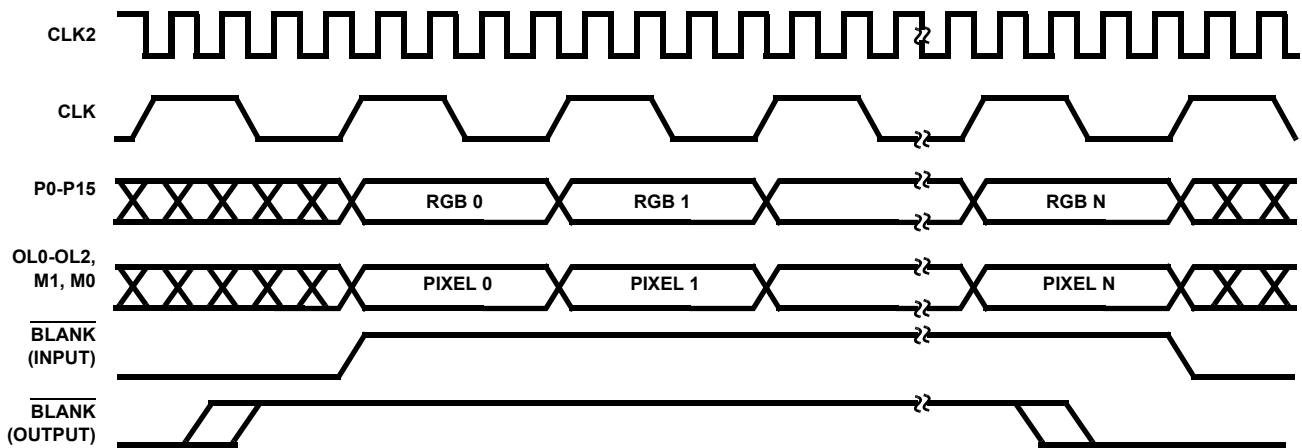 CLK2
CLK
P0-P15
RGB 0 RGB 1 RGB N
OL0-OL2,
M1, M0
PIXEL 0 PIXEL 1 PIXEL N
BLANK
(INPUT)
BLANK
(OUTPUT)